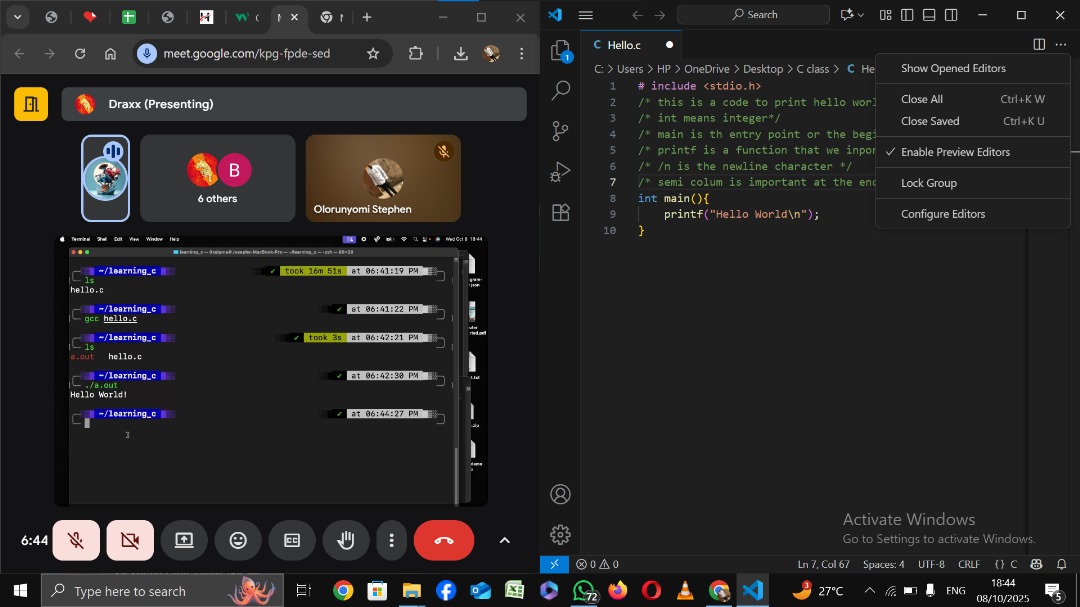 meet.google.com/kpg-fpde-sed
Draxx (Presenting)
B
6 others
Olorunyomi Stephen
Terminal Shell Edit View Window Help
Wed Oct 8 18:44
~/learning_c
✔ took 16m 51s at 06:41:19 PM
ls
hello.c
~/learning_c
✔ at 06:41:22 PM
gcc hello.c
~/learning_c
✔ took 3s at 06:42:21 PM
ls
a.out hello.c
~/learning_c
✔ at 06:42:30 PM
./a.out
Hello World!
~/learning_c
✔ at 06:44:27 PM
6:44
CC
Search
C Hello.c
C: > Users > HP > OneDrive > Desktop > C class > C He
1
1 # include <stdio.h>
2 /* this is a code to print hello worl
3 /* int means integer*/
4 /* main is th entry point or the begi
5 /* printf is a function that we inpor
6 /* /n is the newline character */
7 /* semi colum is important at the end
8 int main(){
9 printf("Hello World\n");
10 }
Show Opened Editors
Close All Ctrl+K W
Close Saved Ctrl+K U
✓ Enable Preview Editors
Lock Group
Configure Editors
Activate Windows
Go to Settings to activate Windows.
0 0
Ln 7, Col 67 Spaces: 4 UTF-8 CRLF {} C
Type here to search
72
3
27°C
ENG
18:44
08/10/2025
5